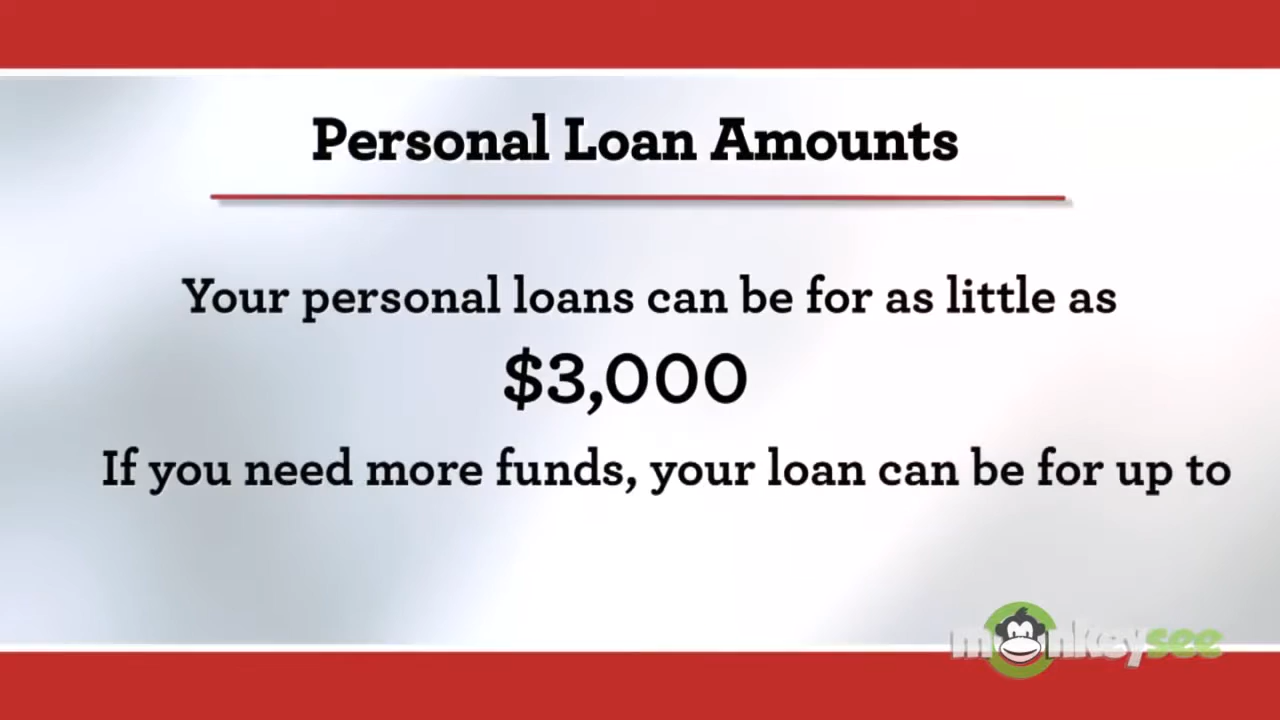 Personal Loan Amounts
Your personal loans can be for as little as
$3,000
If you need more funds, your loan can be for up to
monkeysee